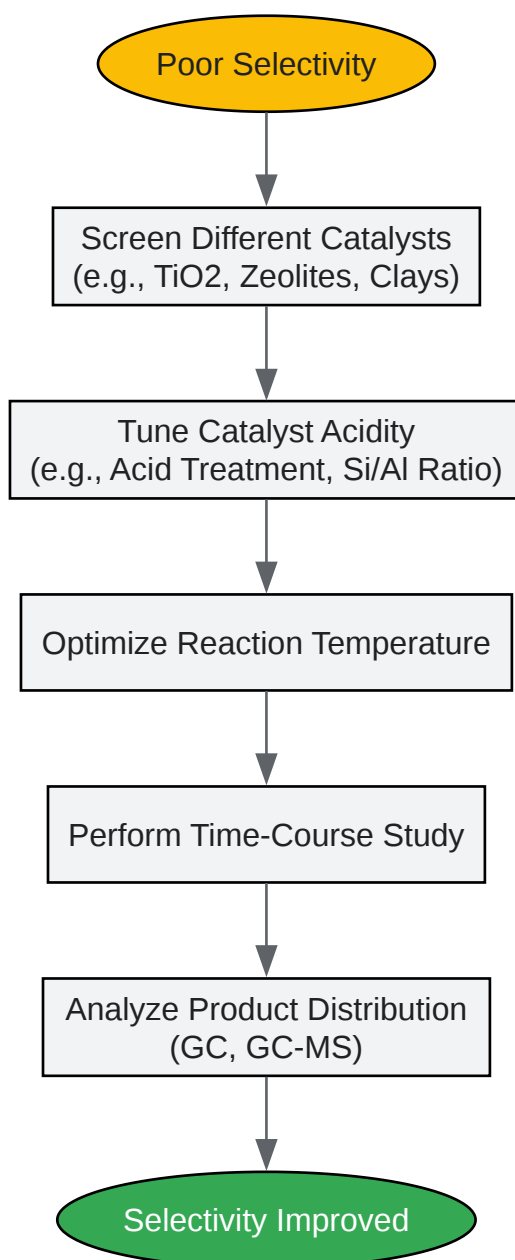 Poor Selectivity
Screen Different Catalysts
(e.g., TiO2, Zeolites, Clays)
Tune Catalyst Acidity
(e.g., Acid Treatment, Si/Al Ratio)
Optimize Reaction Temperature
Perform Time-Course Study
Analyze Product Distribution
(GC, GC-MS)
Selectivity Improved